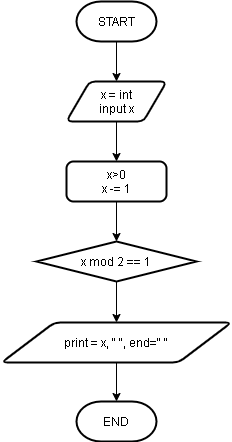 START
x = int
input x
x>0
x -= 1
x mod 2 == 1
print = x, " ", end=" "
END